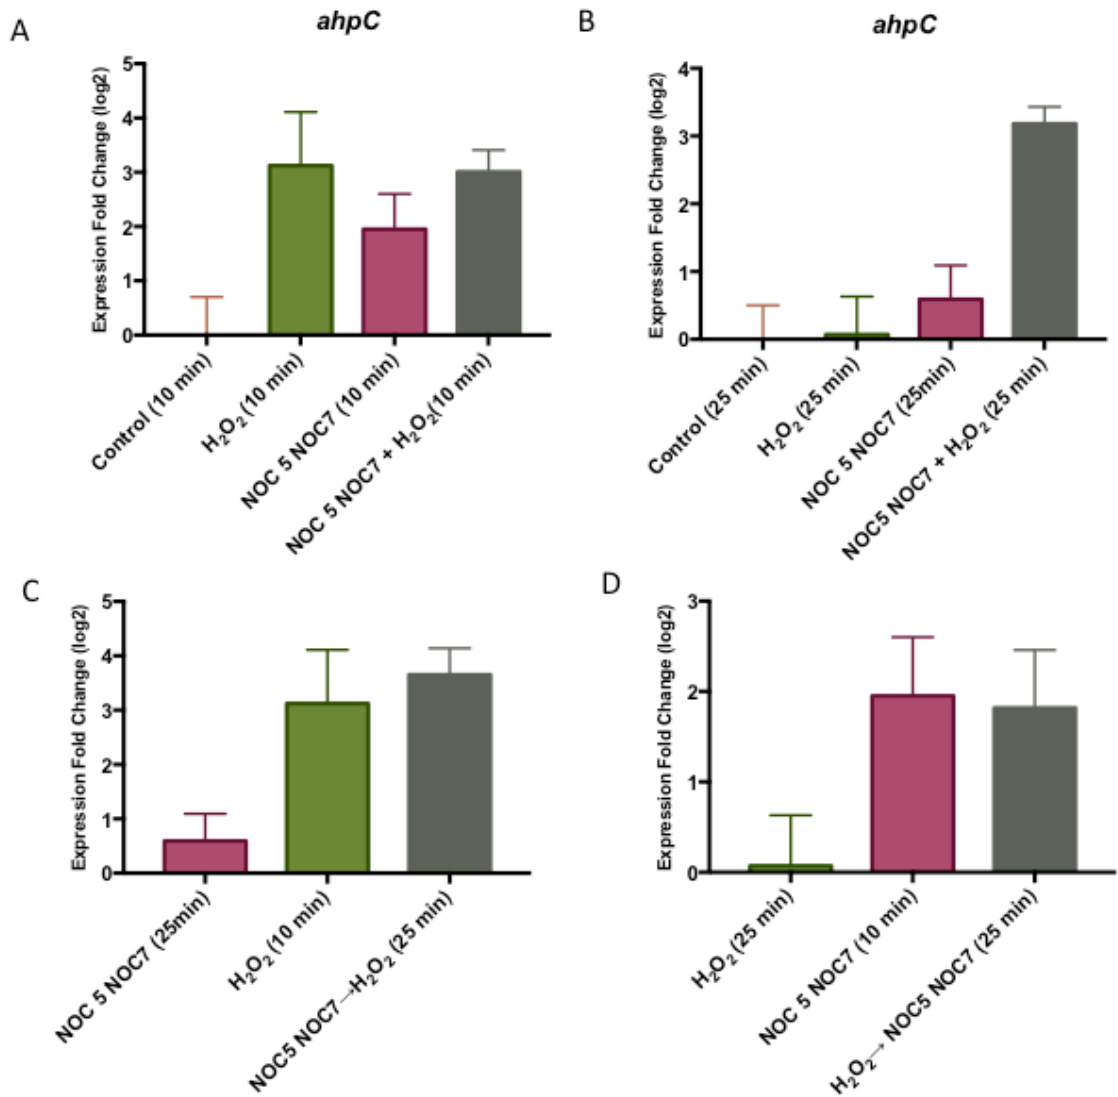 A
ahpC
Expression Fold Change (log2)
5
4
3
2
1
0
Control (10 min)
H₂O₂ (10 min)
NOC 5 NOC7 (10 min)
NOC 5 NOC7 + H₂O₂(10 min)
B
ahpC
Expression Fold Change (log2)
4
3
2
1
0
Control (25 min)
H₂O₂ (25 min)
NOC 5 NOC7 (25min)
NOC5 NOC7 + H₂O₂ (25 min)
C
Expression Fold Change (log2)
5
4
3
2
1
0
NOC 5 NOC7 (25min)
H₂O₂ (10 min)
NOC5 NOC7→H₂O₂ (25 min)
D
Expression Fold Change (log2)
3
2
1
0
H₂O₂ (25 min)
NOC 5 NOC7 (10 min)
H₂O₂→ NOC5 NOC7 (25 min)